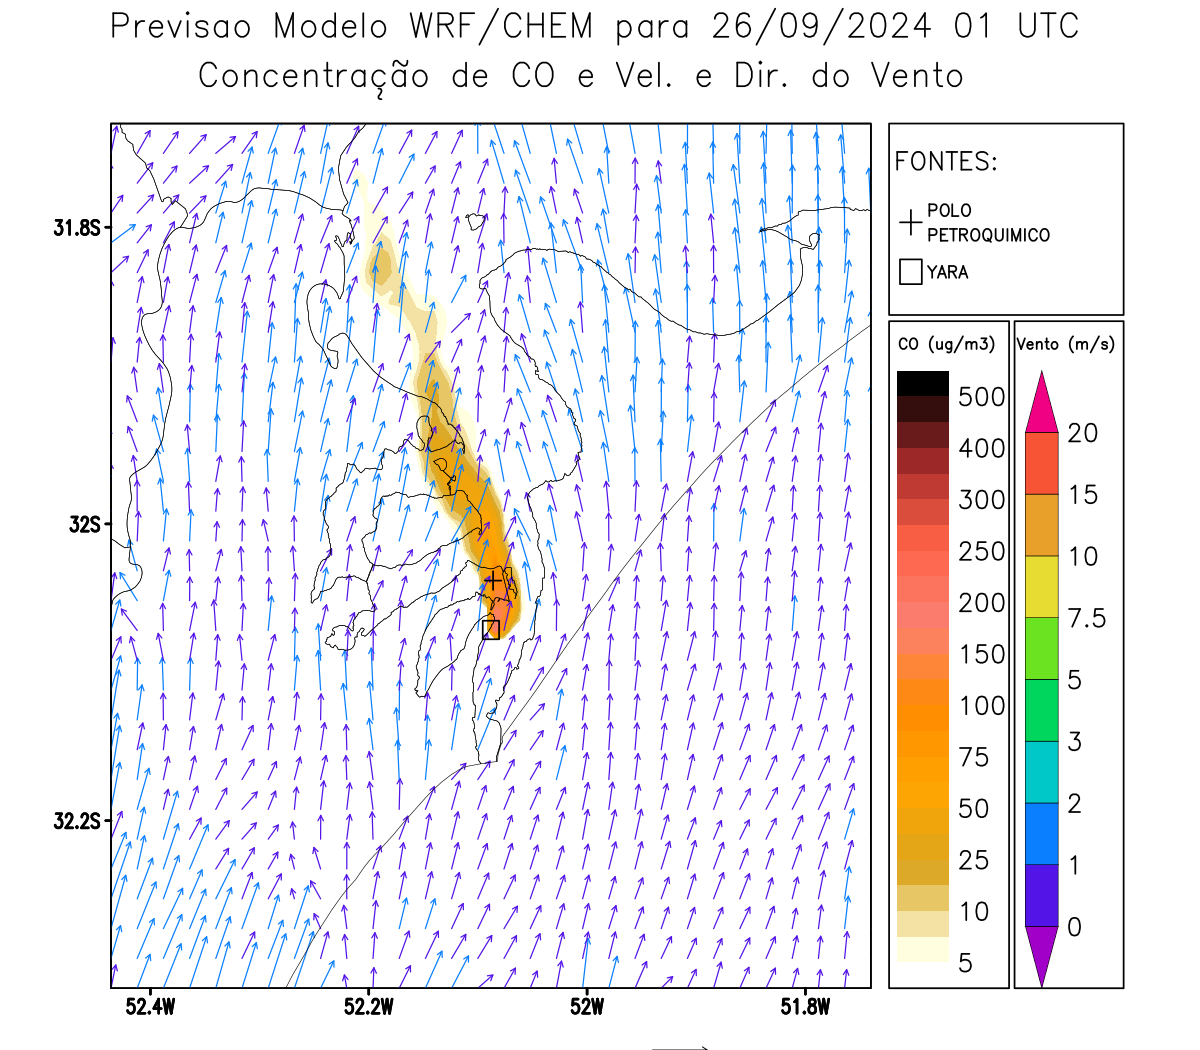 Previsao Modelo WRF/CHEM para 26/09/2024 01 UTC
Concentração de CO e Vel. e Dir. do Vento
FONTES:
POLO
PETROQUIMICO
YARA
31.8S
32S
32.2S
52.4W
52.2W
52W
51.8W
CO (ug/m3)
500
400
300
250
200
150
100
75
50
25
10
5
Vento (m/s)
20
15
10
7.5
5
3
2
1
0